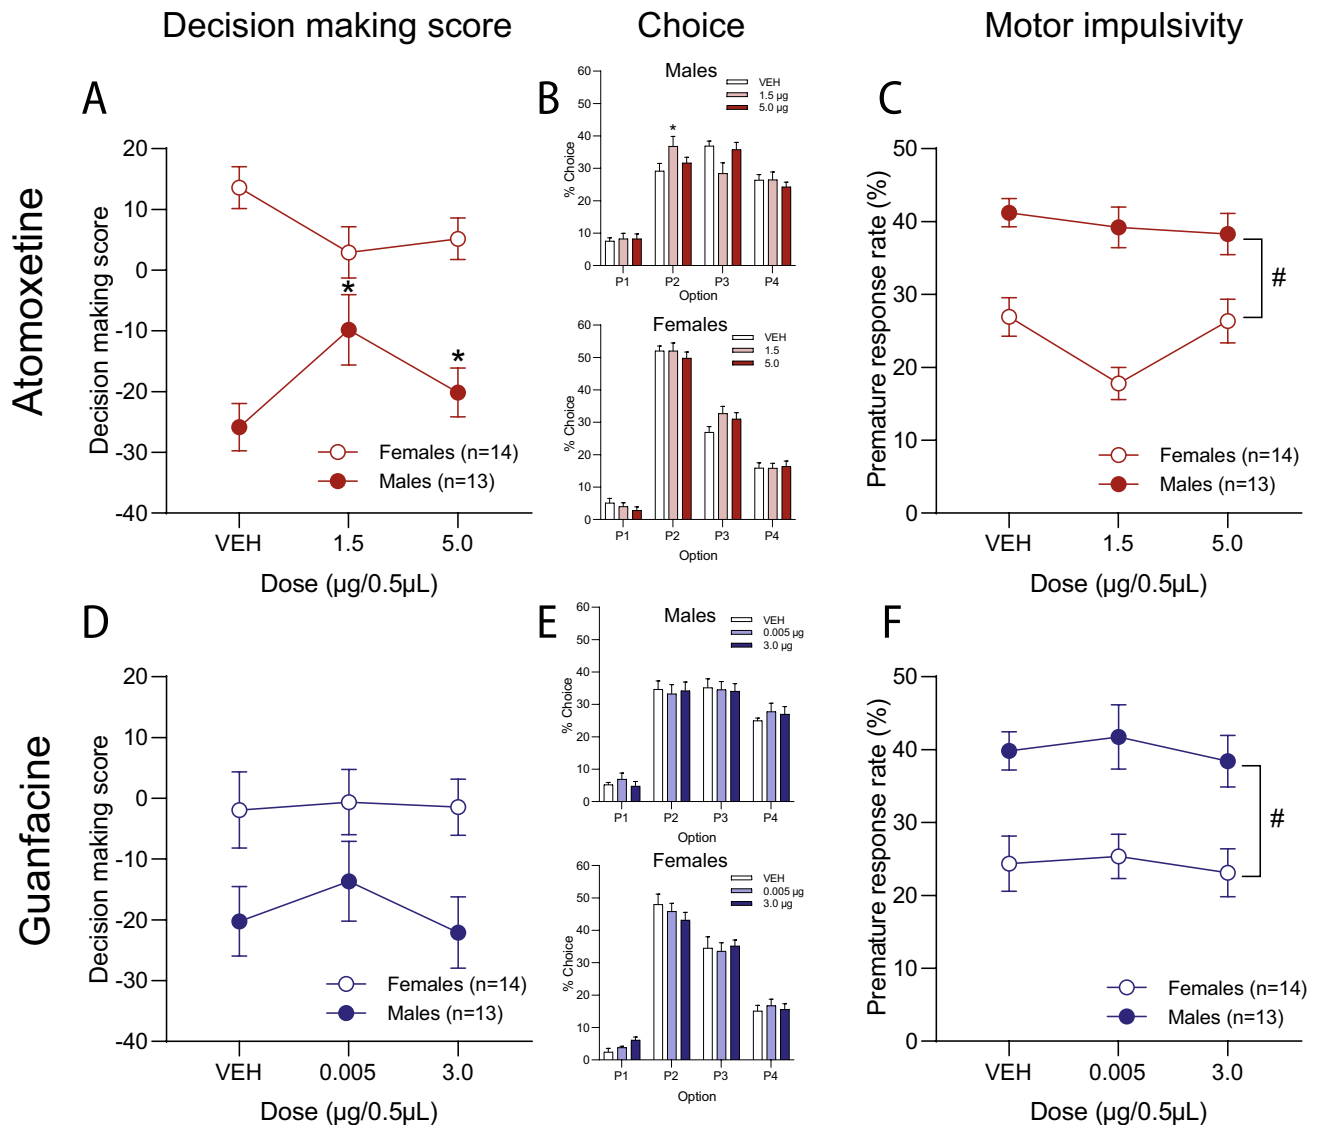 Decision making score
Choice
Motor impulsivity
Atomoxetine
A
20
10
0
-10
-20
-30
-40
Decision making score
*
*
Females (n=14)
Males (n=13)
VEH
1.5
5.0
Dose (µg/0.5µL)
B
Males
VEH
1.5 µg
5.0 µg
60
50
40
30
20
10
0
% Choice
*
P1
P2
P3
P4
Option
Females
VEH
1.5
5.0
60
50
40
30
20
10
0
% Choice
P1
P2
P3
P4
Option
C
50
40
30
20
10
0
Premature response rate (%)
#
Females (n=14)
Males (n=13)
VEH
1.5
5.0
Dose (µg/0.5µL)
Guanfacine
D
20
10
0
-10
-20
-30
-40
Decision making score
Females (n=14)
Males (n=13)
VEH
0.005
3.0
Dose (µg/0.5µL)
E
Males
VEH
0.005 µg
3.0 µg
60
50
40
30
20
10
0
% Choice
P1
P2
P3
P4
Option
Females
VEH
0.005 µg
3.0 µg
60
50
40
30
20
10
0
% Choice
P1
P2
P3
P4
Option
F
50
40
30
20
10
0
Premature response rate (%)
#
Females (n=14)
Males (n=13)
VEH
0.005
3.0
Dose (µg/0.5µL)